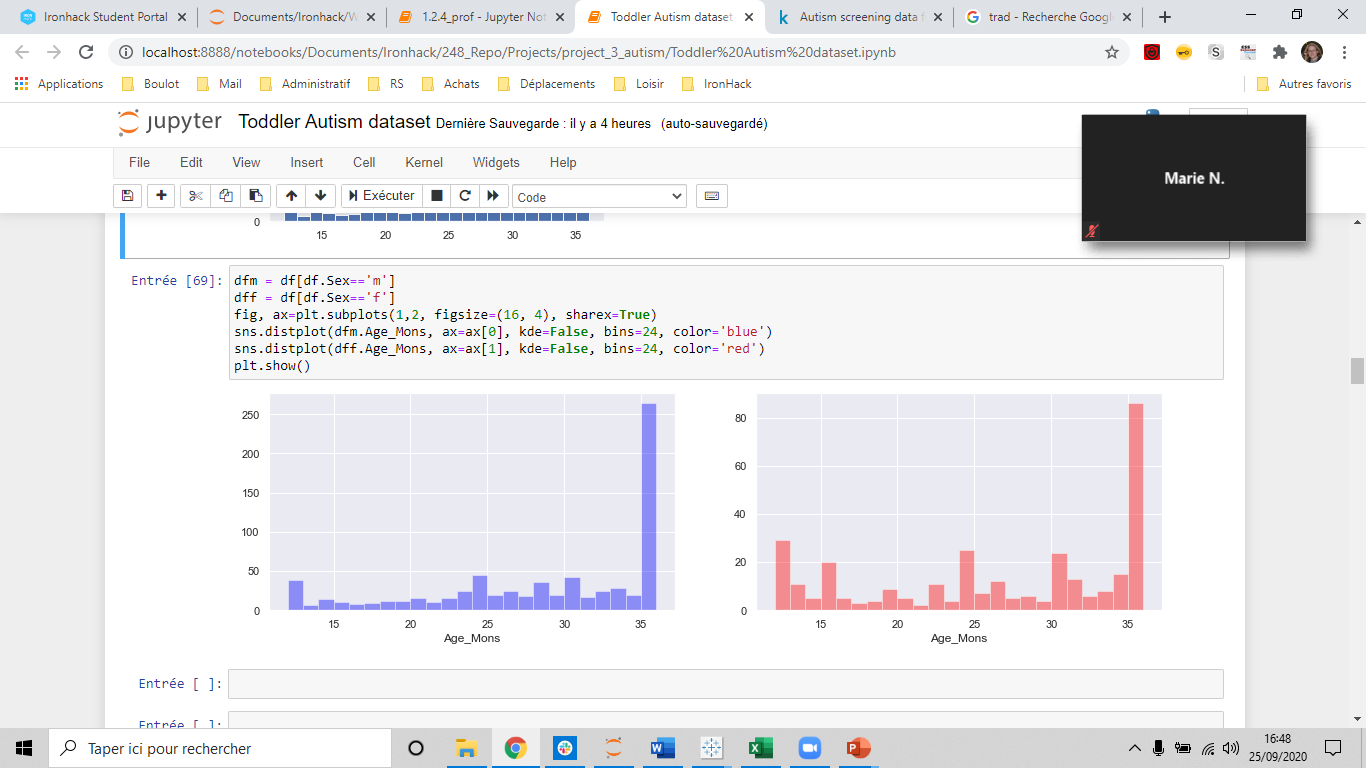 Ironhack Student Portal
Documents/Ironhack/W
1.2.4_prof - Jupyter Not
Toddler Autism dataset
Autism screening data f
trad - Recherche Google
localhost:8888/notebooks/Documents/Ironhack/248_Repo/Projects/project_3_autism/Toddler%20Autism%20dataset.ipynb
Applications Boulot Mail Administratif RS Achats Déplacements Loisir IronHack Autres favoris
jupyter Toddler Autism dataset Dernière Sauvegarde : il y a 4 heures (auto-sauvegardé)
File Edit View Insert Cell Kernel Widgets Help
Marie N.
Exécuter Code
0
15 20 25 30 35
Entrée [69]:
dfm = df[df.Sex=='m']
dff = df[df.Sex=='f']
fig, ax=plt.subplots(1,2, figsize=(16, 4), sharex=True)
sns.distplot(dfm.Age_Mons, ax=ax[0], kde=False, bins=24, color='blue')
sns.distplot(dff.Age_Mons, ax=ax[1], kde=False, bins=24, color='red')
plt.show()
250
200
150
100
50
0
15 20 25 30 35
Age_Mons
80
60
40
20
0
15 20 25 30 35
Age_Mons
Entrée [ ]:
Entrée [ ]:
Taper ici pour rechercher
16:48
25/09/2020